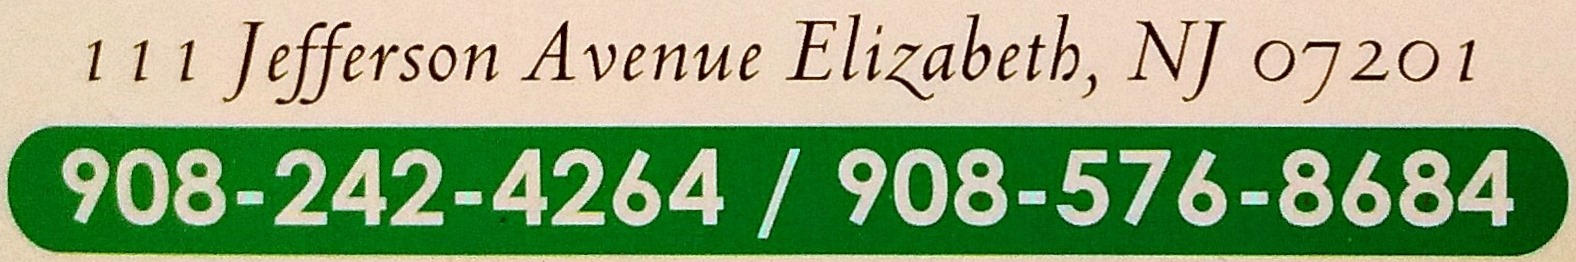 111 Jefferson Avenue Elizabeth, NJ 07201
908-242-4264 / 908-576-8684